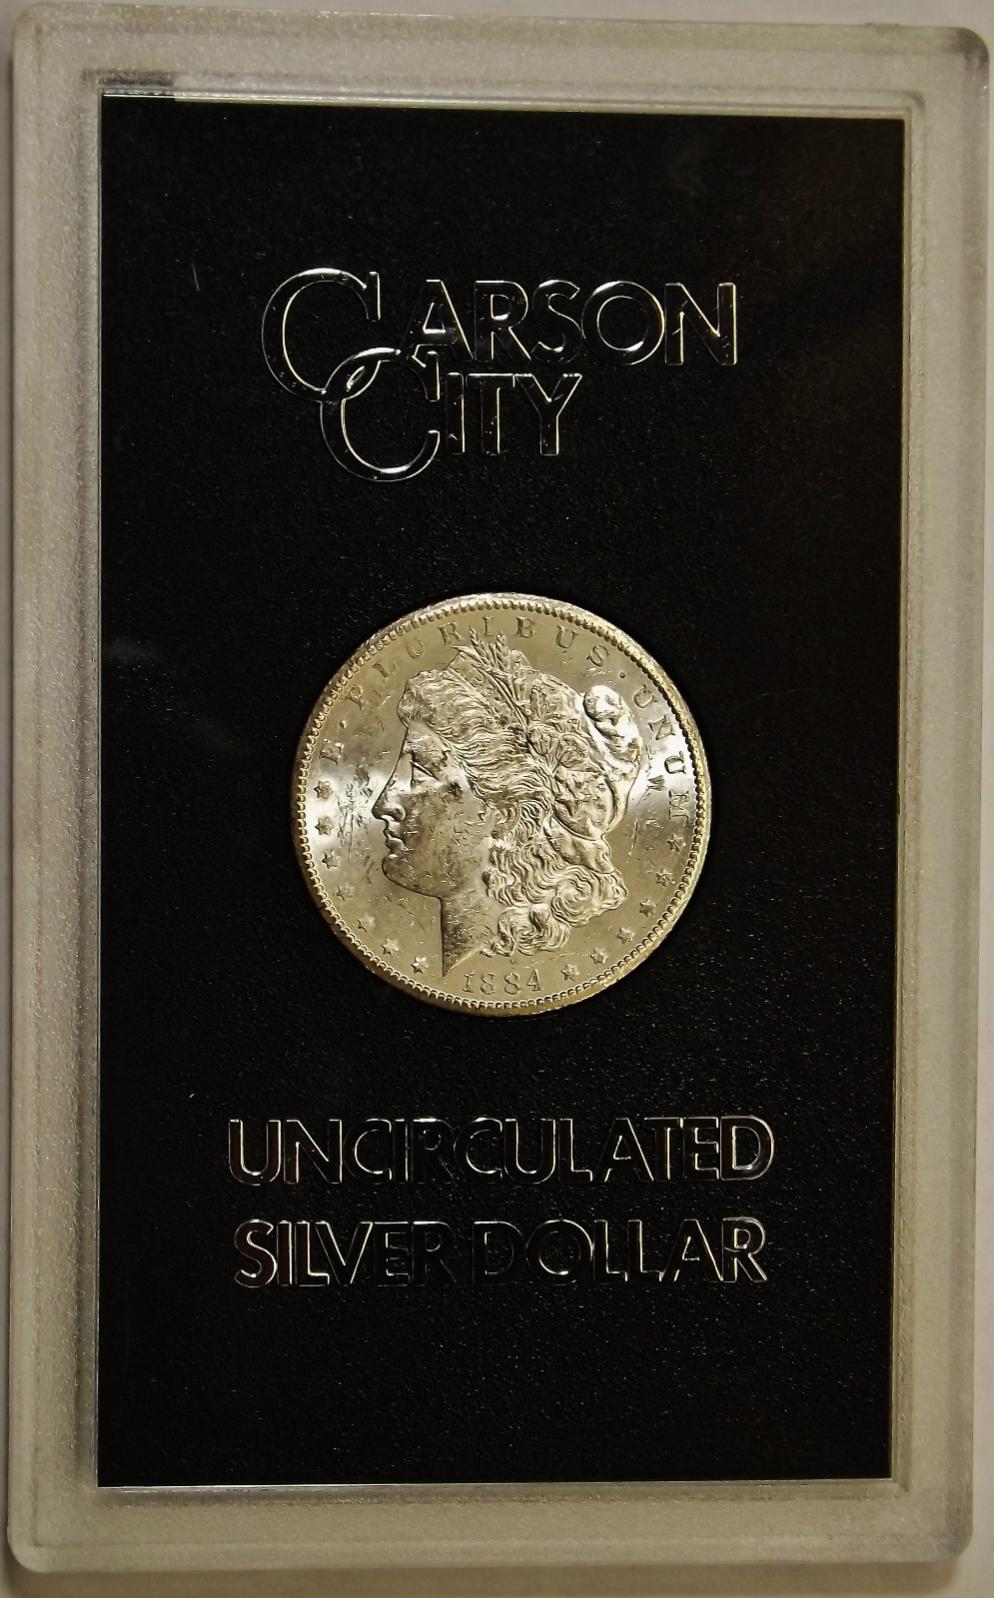 CARSON
CITY
E · PLURIBUS · UNUM
1884
UNCIRCULATED
SILVER DOLLAR